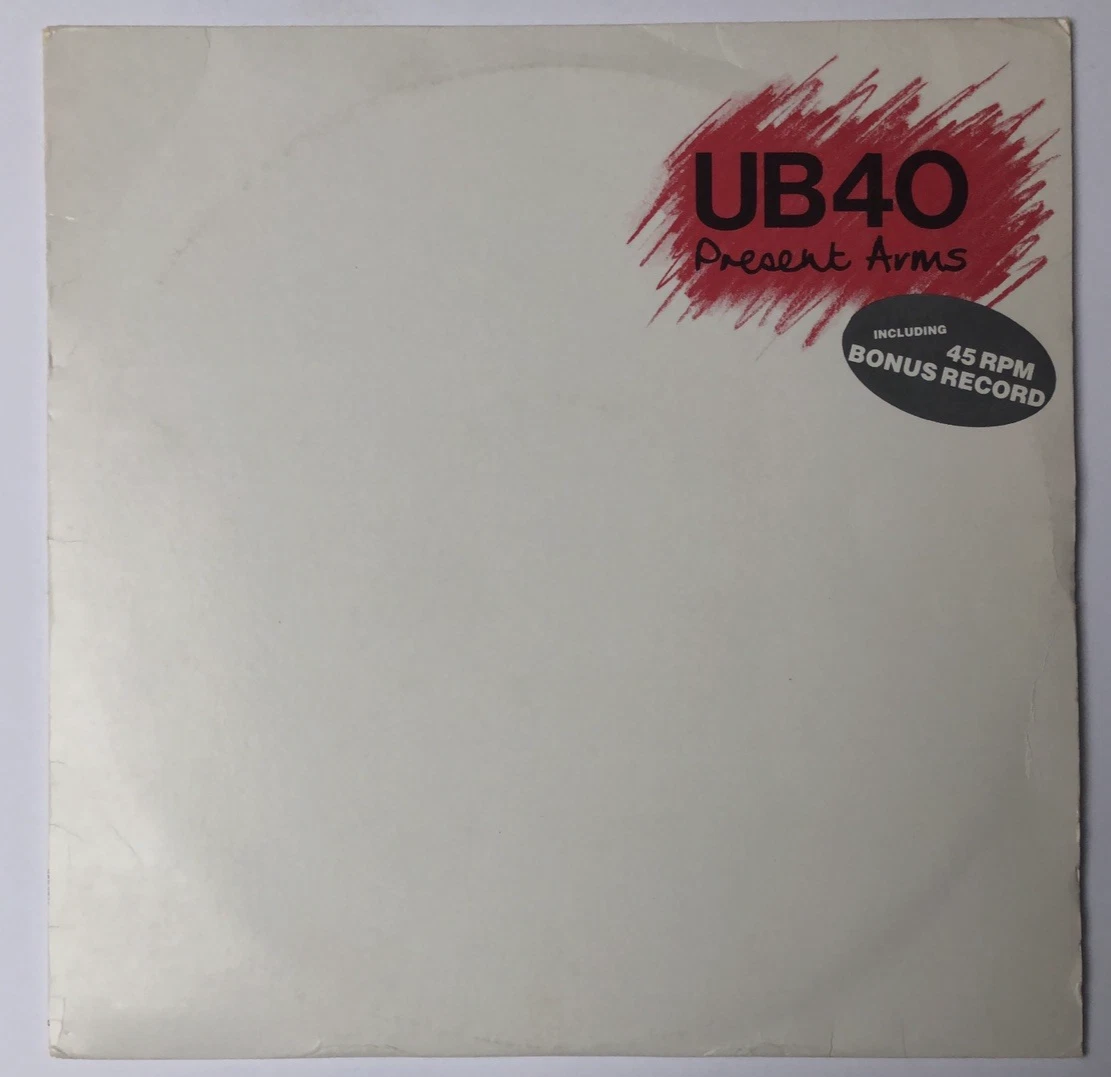 UB40
Present Arms
INCLUDING
45 RPM
BONUS RECORD